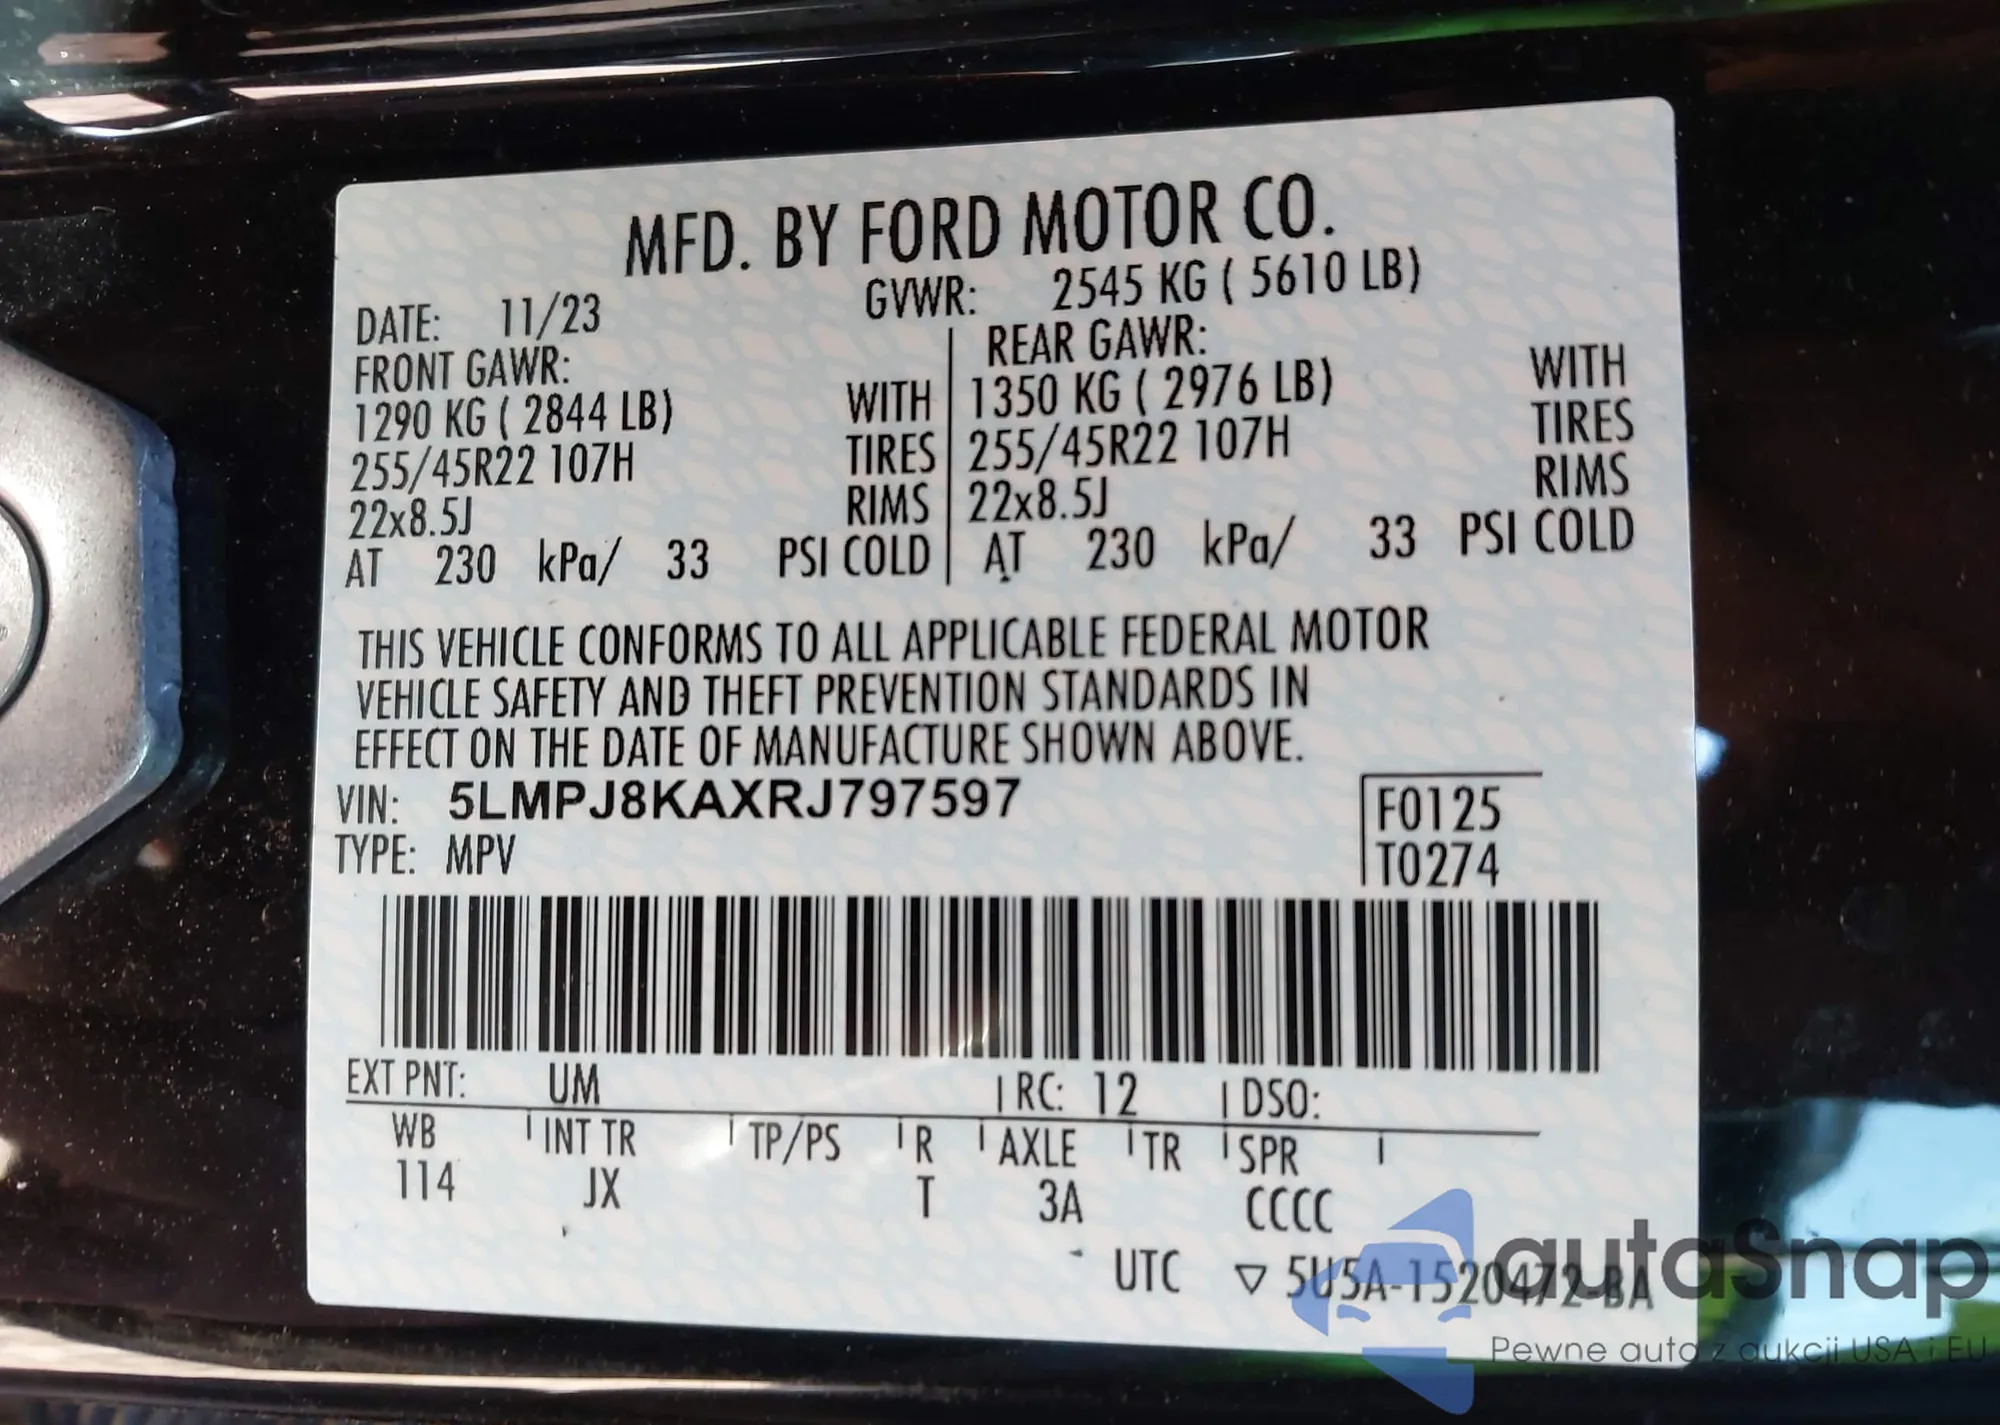 MFD. BY FORD MOTOR CO.
DATE: 11/23 GVWR: 2545 KG ( 5610 LB)
FRONT GAWR: REAR GAWR:
1290 KG ( 2844 LB) WITH 1350 KG ( 2976 LB) WITH
255/45R22 107H TIRES 255/45R22 107H TIRES
22x8.5J RIMS 22x8.5J RIMS
AT 230 kPa/ 33 PSI COLD AT 230 kPa/ 33 PSI COLD
THIS VEHICLE CONFORMS TO ALL APPLICABLE FEDERAL MOTOR
VEHICLE SAFETY AND THEFT PREVENTION STANDARDS IN
EFFECT ON THE DATE OF MANUFACTURE SHOWN ABOVE.
VIN: 5LMPJ8KAXRJ797597 F0125
TYPE: MPV T0274
EXT PNT: UM RC: 12 DSO:
WB INT TR TP/PS R AXLE TR SPR
114 JX T 3A CCCC
UTC ▽ 5U5A-1520472-BA
autaSnap
Pewne auta z aukcji USA i EU